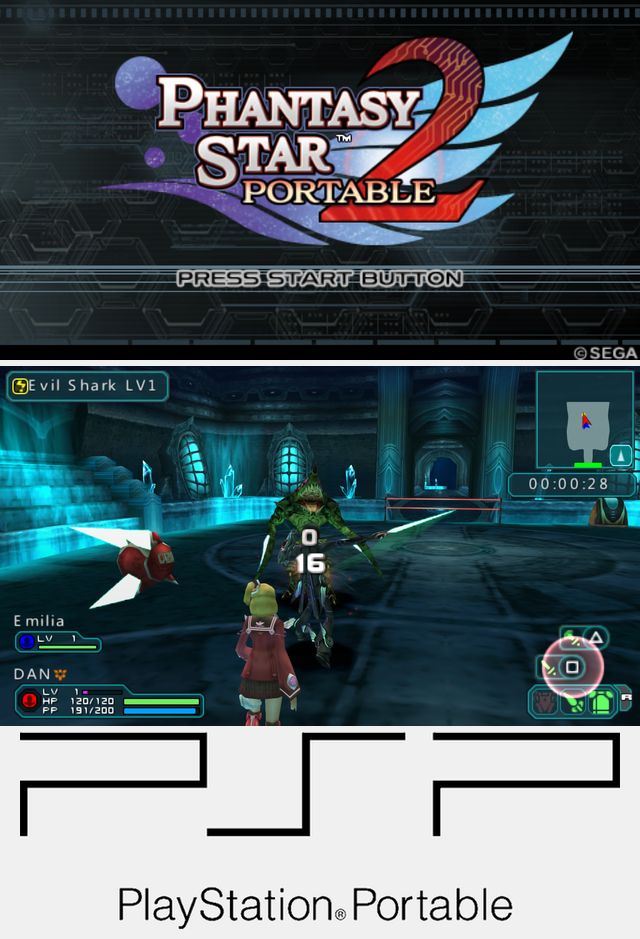 PHANTASY
STAR™
PORTABLE 2
PRESS START BUTTON
© SEGA
Evil Shark LV1
00:00:28
0
16
Emilia
LV 1
DAN
LV 1
HP 120/120
PP 191/200
R
PSP
PlayStation® Portable